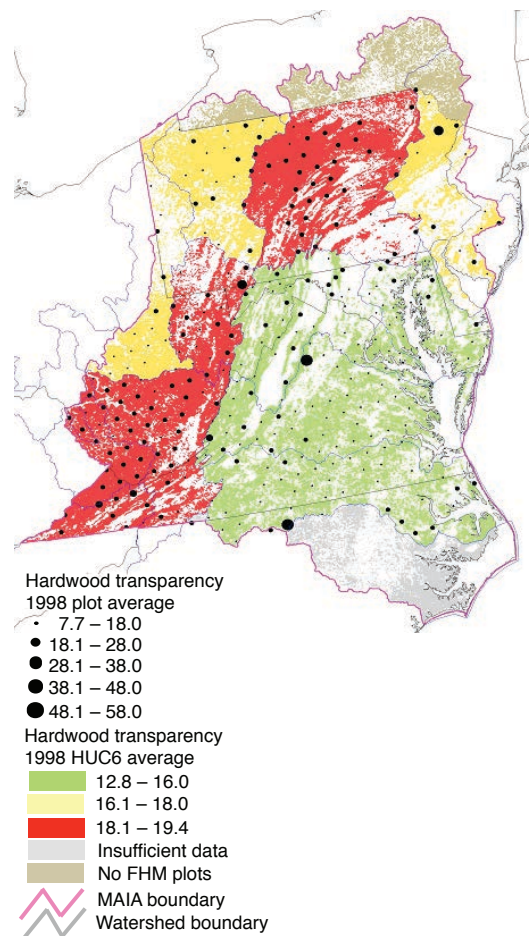 Hardwood transparency
1998 plot average
7.7 – 18.0
18.1 – 28.0
28.1 – 38.0
38.1 – 48.0
48.1 – 58.0
Hardwood transparency
1998 HUC6 average
12.8 – 16.0
16.1 – 18.0
18.1 – 19.4
Insufficient data
No FHM plots
MAIA boundary
Watershed boundary